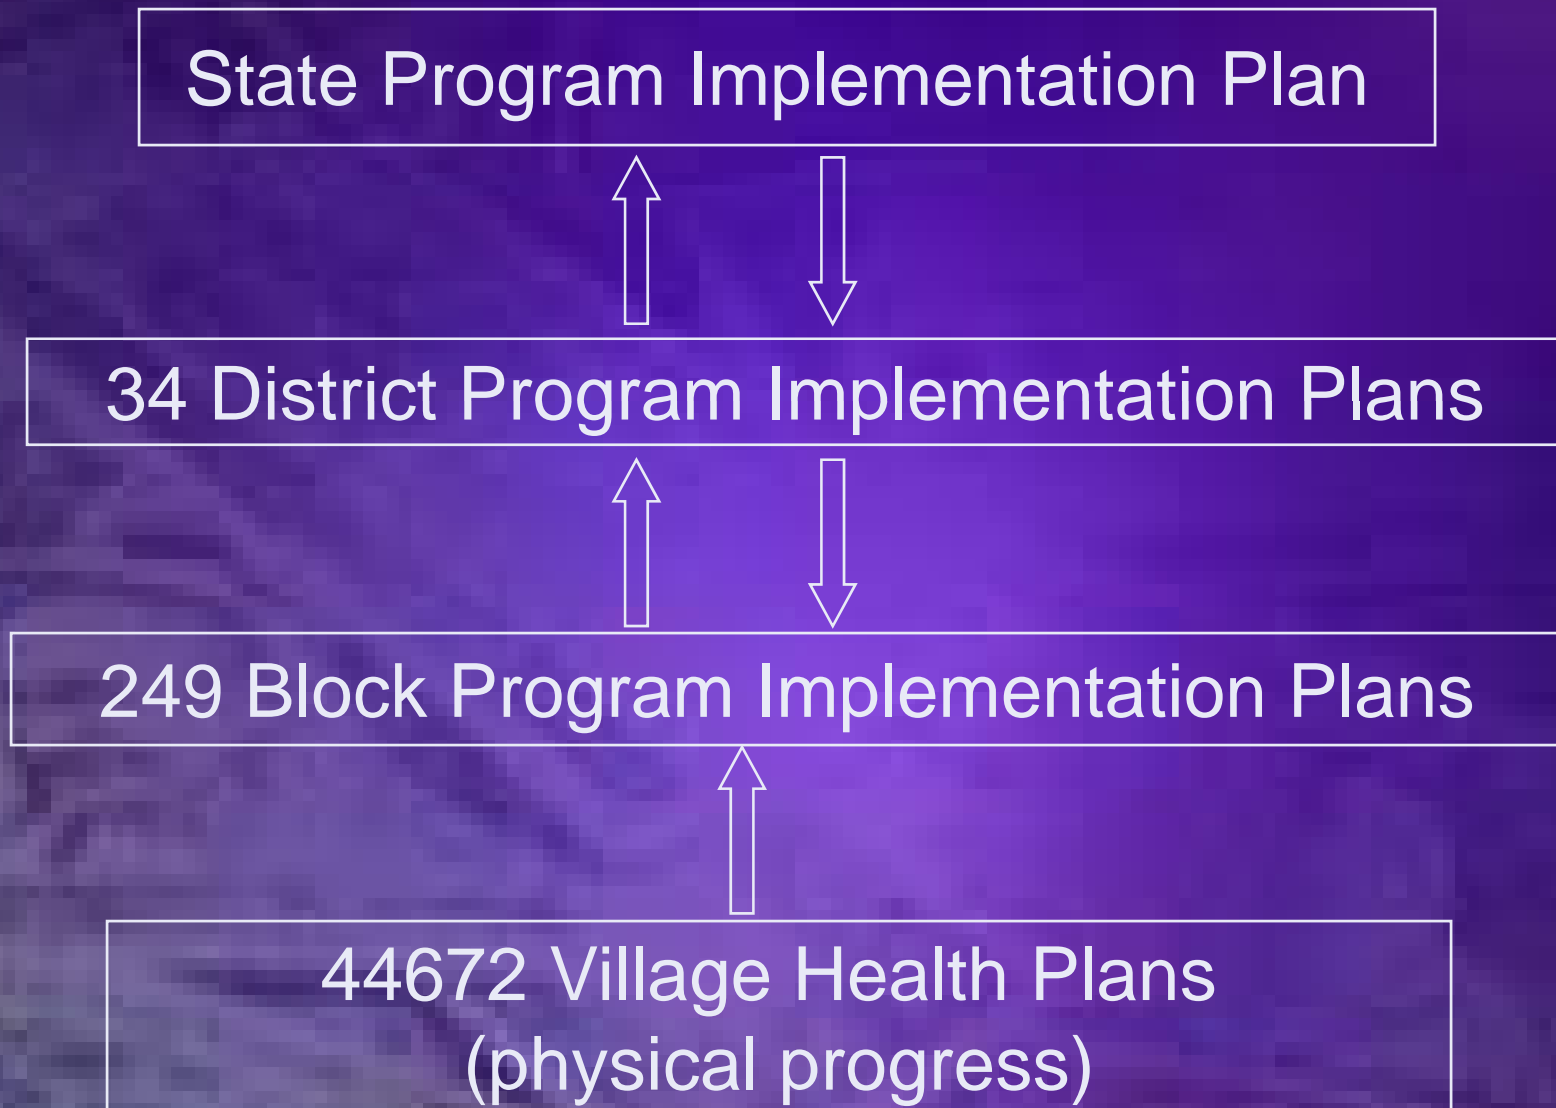 State Program Implementation Plan
34 District Program Implementation Plans
249 Block Program Implementation Plans
44672 Village Health Plans
(physical progress)